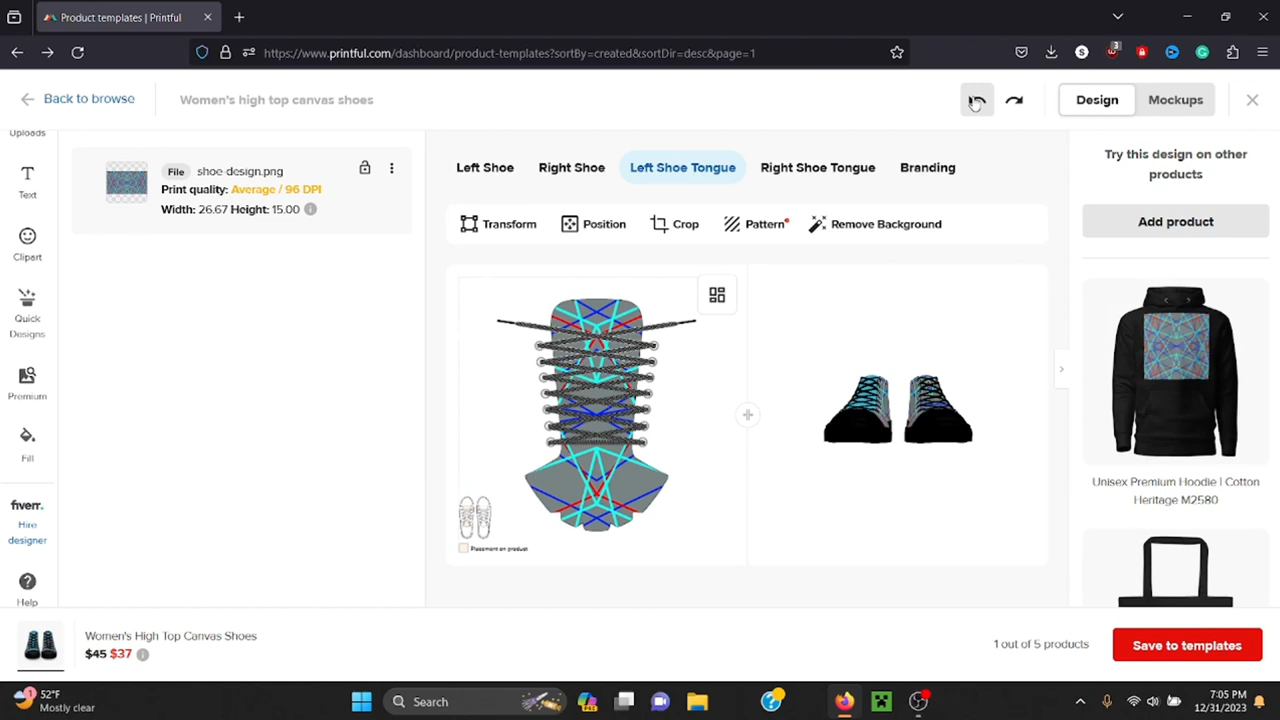 Product templates | Printful
https://www.printful.com/dashboard/product-templates?sortBy=created&sortDir=desc&page=1
S
3
Back to browse
Women's high top canvas shoes
Design
Mockups
Uploads
Text
Clipart
Quick
Designs
Premium
Fill
fiverr.
Hire
designer
Help
File
shoe-design.png
Print quality: Average / 96 DPI
Width: 26.67 Height: 15.00
Left Shoe
Right Shoe
Left Shoe Tongue
Right Shoe Tongue
Branding
Transform
Position
Crop
Pattern
Remove Background
Placement on product
Try this design on other
products
Add product
Unisex Premium Hoodie | Cotton
Heritage M2580
Women's High Top Canvas Shoes
$45 $37
1 out of 5 products
Save to templates
1
52°F
Mostly clear
Search
7:05 PM
12/31/2023